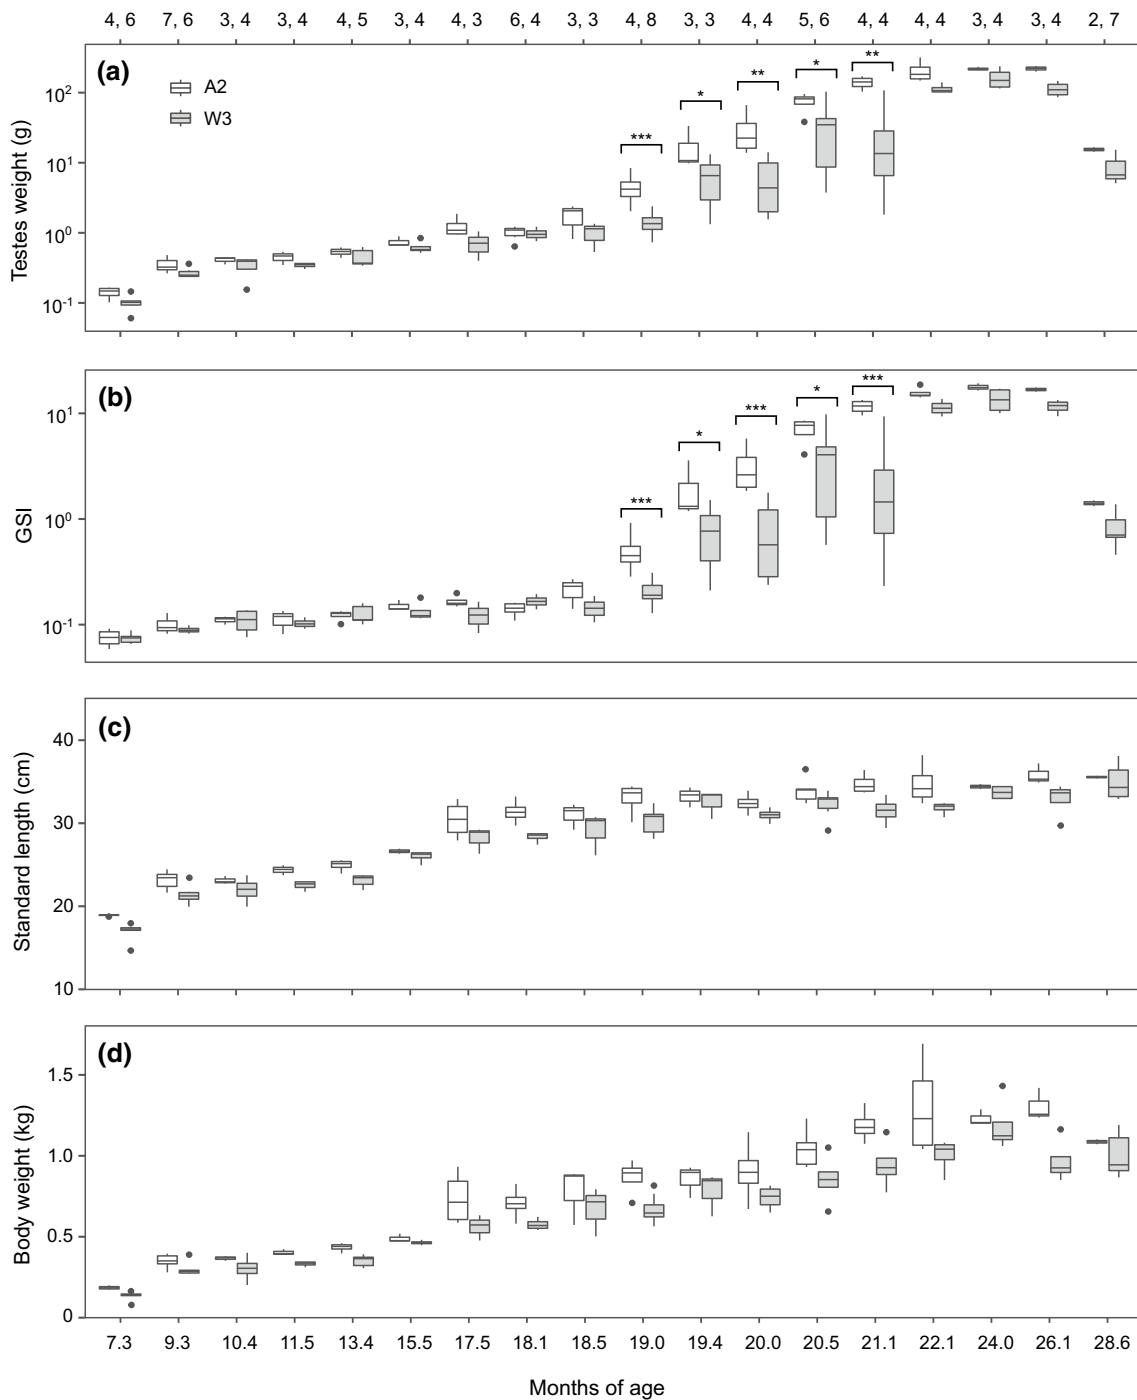 4, 6 7, 6 3, 4 3, 4 4, 5 3, 4 4, 3 6, 4 3, 3 4, 8 3, 3 4, 4 5, 6 4, 4 4, 4 3, 4 3, 4 2, 7
(a)
A2
W3
*** * ** * **
Testes weight (g)
10²
10¹
10⁰
10⁻¹
(b)
*** * *** * ***
GSI
10¹
10⁰
10⁻¹
(c)
Standard length (cm)
40
30
20
10
(d)
Body weight (kg)
1.5
1.0
0.5
0
7.3 9.3 10.4 11.5 13.4 15.5 17.5 18.1 18.5 19.0 19.4 20.0 20.5 21.1 22.1 24.0 26.1 28.6
Months of age